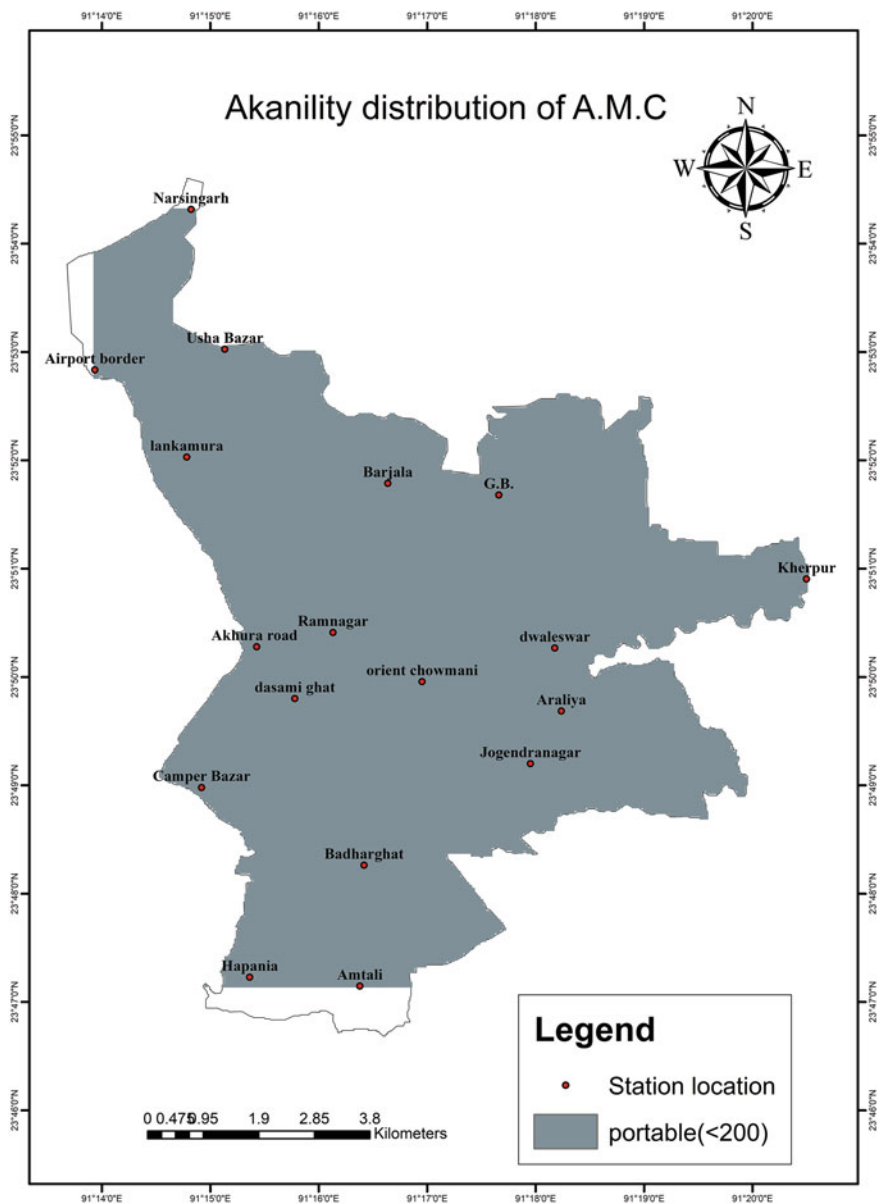 91°14'0"E 91°15'0"E 91°16'0"E 91°17'0"E 91°18'0"E 91°19'0"E 91°20'0"E
Akanility distribution of A.M.C
N
W E
S
23°55'0"N 23°55'0"N
Narsingarh
23°54'0"N 23°54'0"N
Usha Bazar
23°53'0"N 23°53'0"N
Airport border
lankamura
23°52'0"N 23°52'0"N
Barjala
G.B.
23°51'0"N 23°51'0"N
Kherpur
Ramnagar
Akhura road
dwaleswar
23°50'0"N 23°50'0"N
orient chowmani
dasami ghat
Araliya
Jogendranagar
23°49'0"N 23°49'0"N
Camper Bazar
Badharghat
23°48'0"N 23°48'0"N
Hapania
Amtali
23°47'0"N 23°47'0"N
Legend
Station location
portable(<200)
23°46'0"N 23°46'0"N
0 0.475 0.95 1.9 2.85 3.8
Kilometers
91°14'0"E 91°15'0"E 91°16'0"E 91°17'0"E 91°18'0"E 91°19'0"E 91°20'0"E